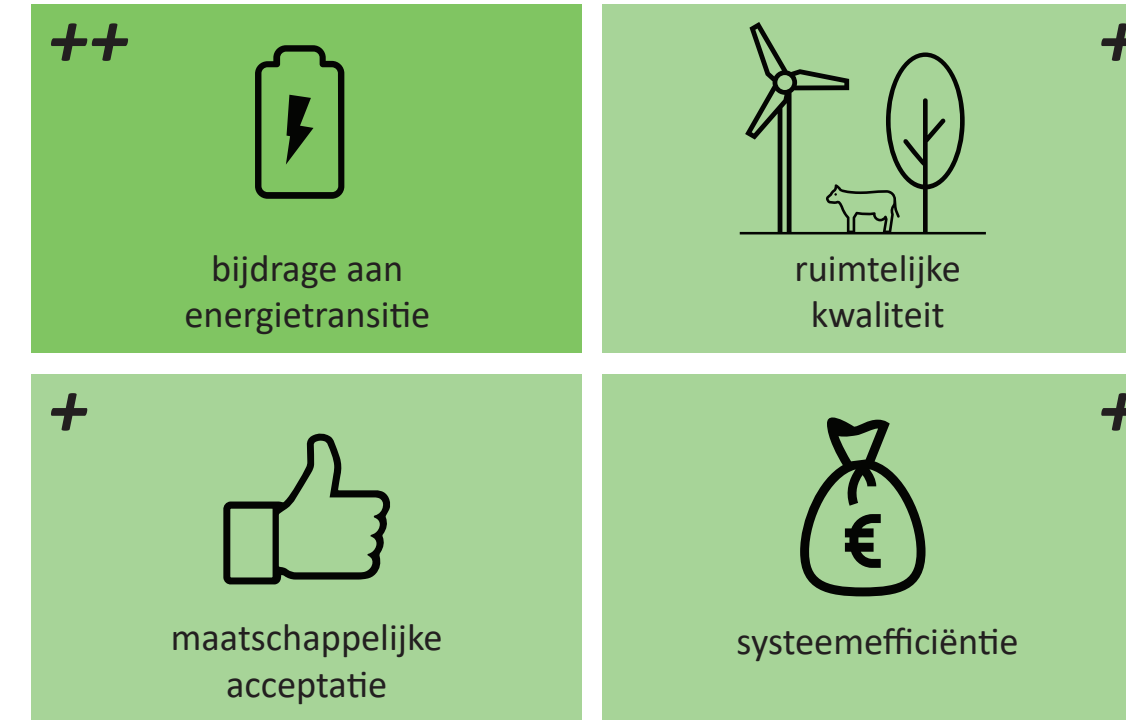 ++
bijdrage aan
energietransitie
+
ruimtelijke
kwaliteit
+
maatschappelijke
acceptatie
+
€
systeemefficiëntie